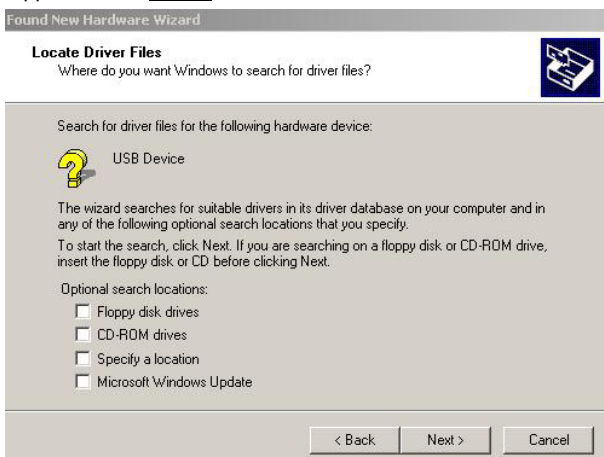 Found New Hardware Wizard
Locate Driver Files
Where do you want Windows to search for driver files?
Search for driver files for the following hardware device:
USB Device
The wizard searches for suitable drivers in its driver database on your computer and in
any of the following optional search locations that you specify.
To start the search, click Next. If you are searching on a floppy disk or CD-ROM drive,
insert the floppy disk or CD before clicking Next.
Optional search locations:
Floppy disk drives
CD-ROM drives
Specify a location
Microsoft Windows Update
< Back Next > Cancel